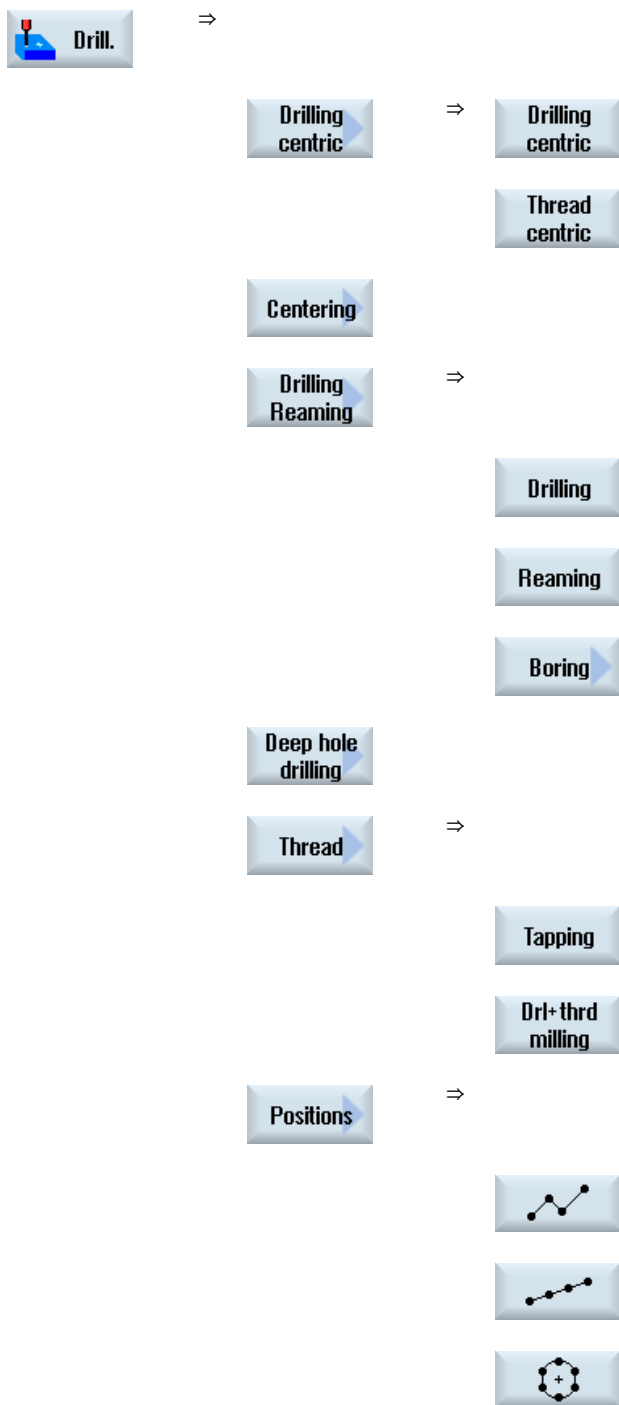 Drill.
⇒
Drilling
centric
⇒
Drilling
centric
Thread
centric
Centering
Drilling
Reaming
⇒
Drilling
Reaming
Boring
Deep hole
drilling
Thread
⇒
Tapping
Drl+thrd
milling
Positions
⇒